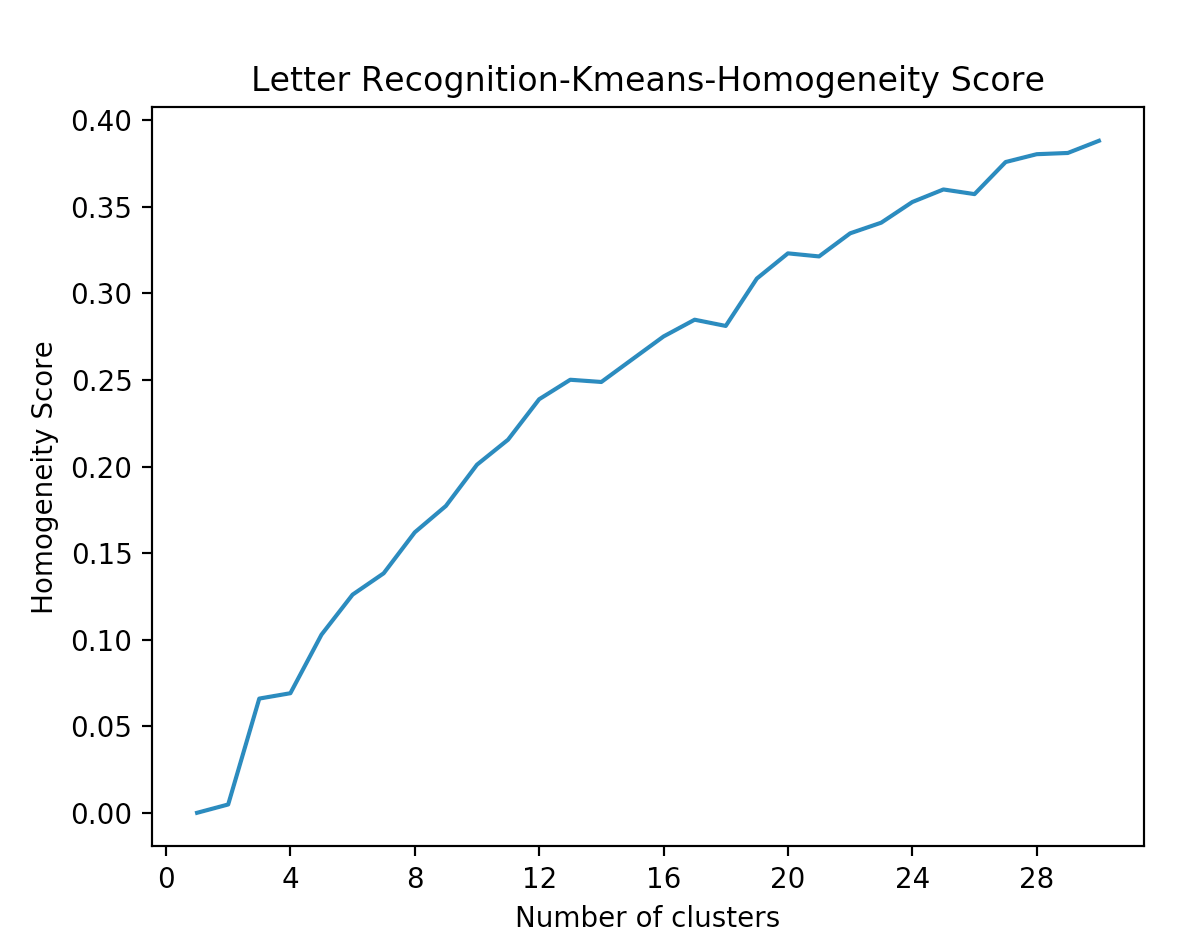 Letter Recognition-Kmeans-Homogeneity Score
0.40
0.35
0.30
0.25
0.20
0.15
0.10
0.05
0.00
Homogeneity Score
0 4 8 12 16 20 24 28
Number of clusters